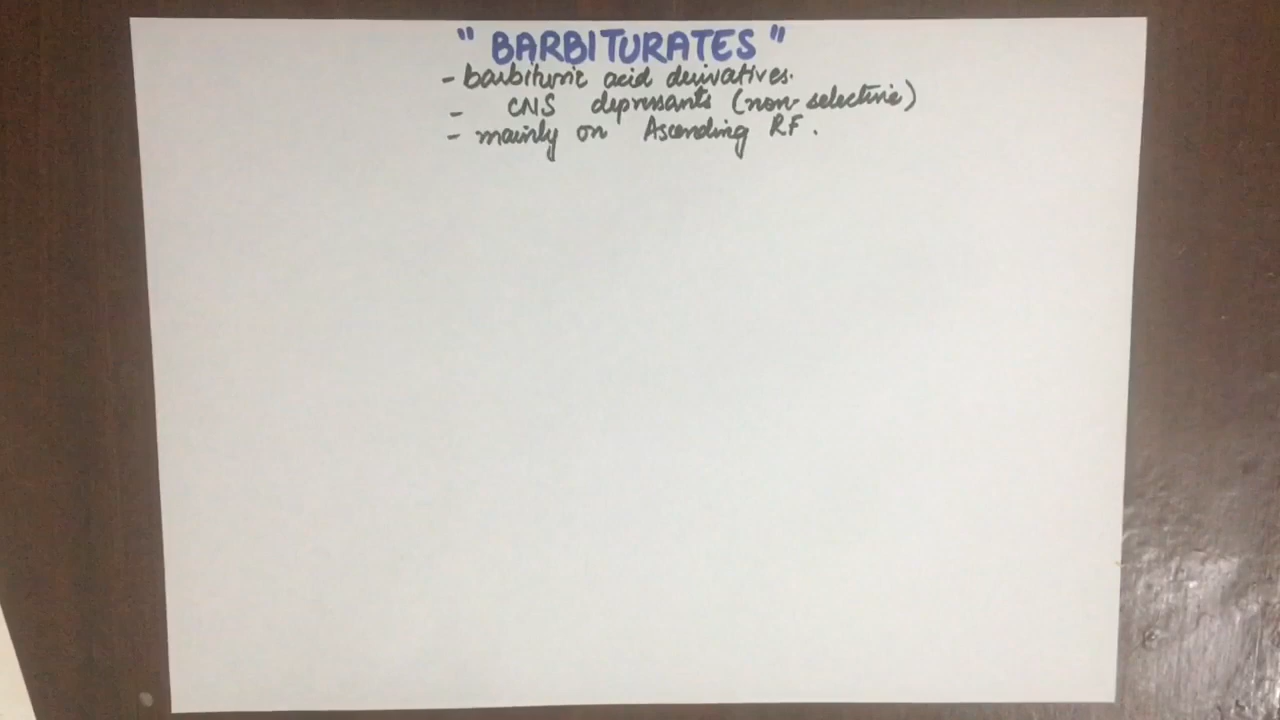 " BARBITURATES "
- barbituric acid derivatives.
- CNS depressants (non-selective)
- mainly on Ascending RF.